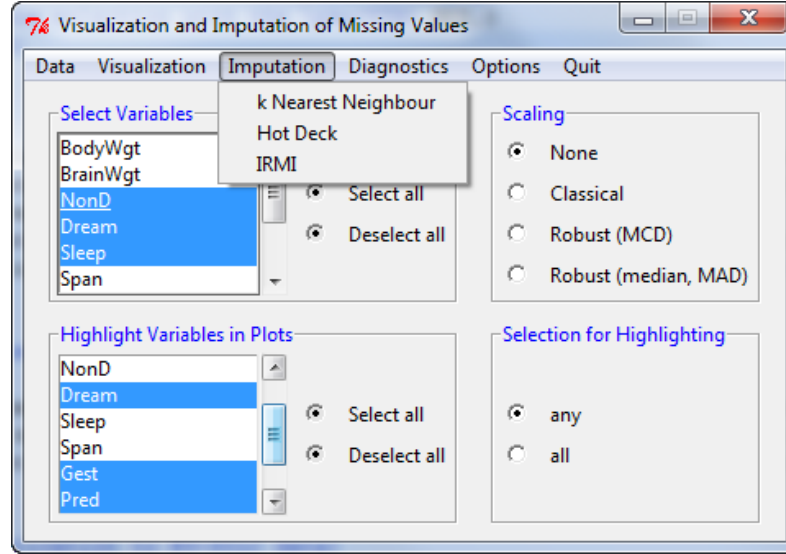 Visualization and Imputation of Missing Values
Data Visualization Imputation Diagnostics Options Quit
k Nearest Neighbour
Hot Deck
IRMI
Select Variables
BodyWgt
BrainWgt
NonD
Dream
Sleep
Span
Select all
Deselect all
Scaling
None
Classical
Robust (MCD)
Robust (median, MAD)
Highlight Variables in Plots
NonD
Dream
Sleep
Span
Gest
Pred
Select all
Deselect all
Selection for Highlighting
any
all